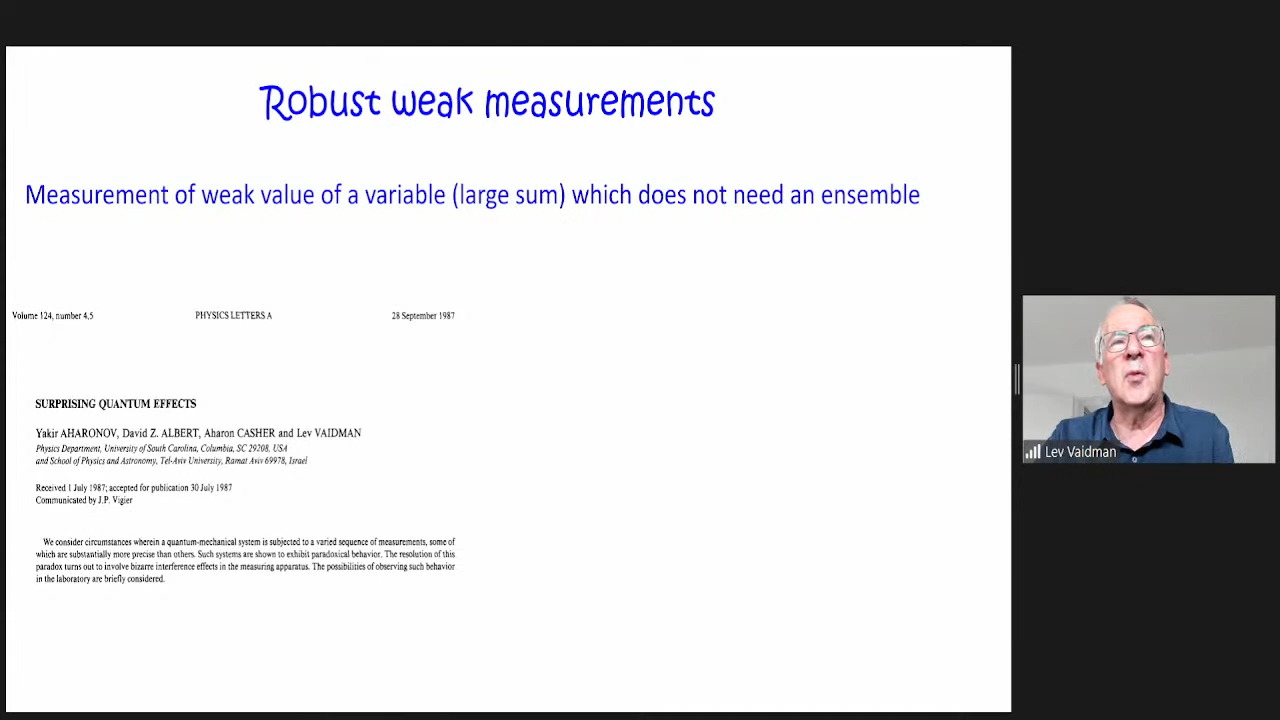 Robust weak measurements
Measurement of weak value of a variable (large sum) which does not need an ensemble
Volume 124, number 4,5 PHYSICS LETTERS A 28 September 1987
SURPRISING QUANTUM EFFECTS
Yakir AHARONOV, David Z. ALBERT, Aharon CASHER and Lev VAIDMAN
Physics Department, University of South Carolina, Columbia, SC 29208, USA
and School of Physics and Astronomy, Tel-Aviv University, Ramat Aviv 69978, Israel
Received 1 July 1987; accepted for publication 30 July 1987
Communicated by J.P. Vigier
We consider circumstances wherein a quantum-mechanical system is subjected to a varied sequence of measurements, some of
which are substantially more precise than others. Such systems are shown to exhibit paradoxical behavior. The resolution of this
paradox turns out to involve bizarre interference effects in the measuring apparatus. The possibilities of observing such behavior
in the laboratory are briefly considered.
Lev Vaidman